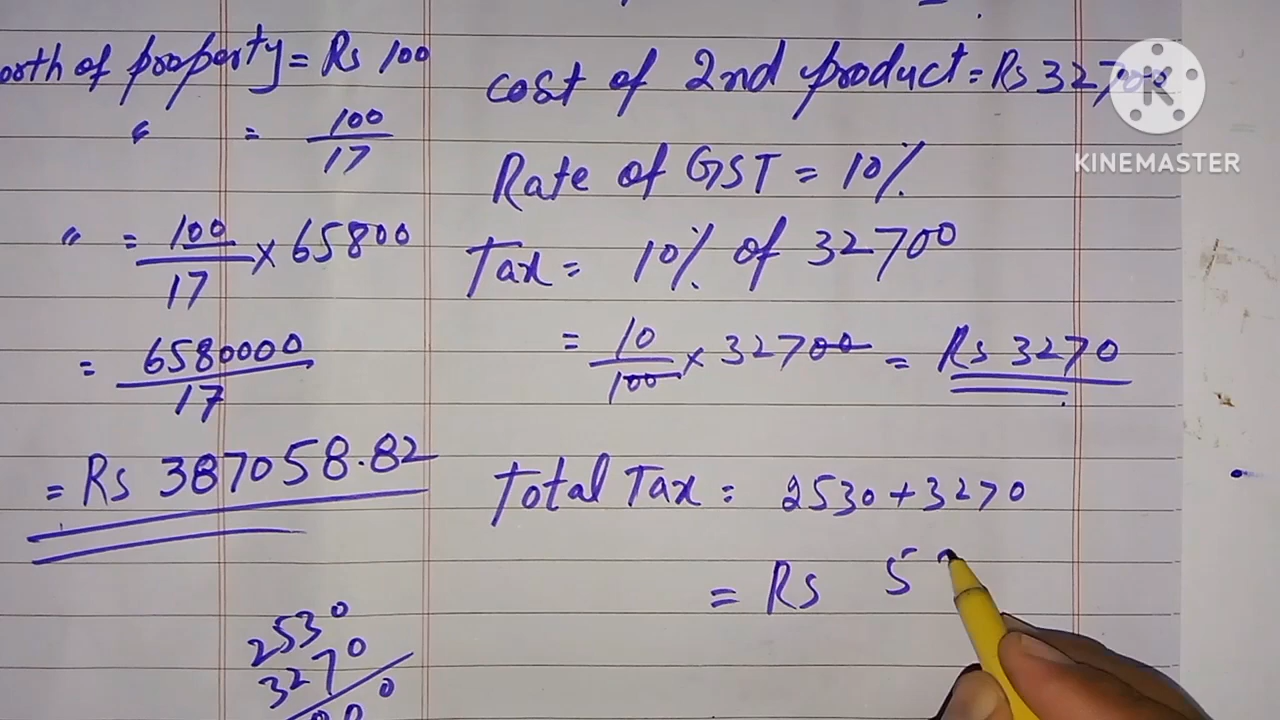 orth of property = Rs 100
" = 100/17
" = 100/17 × 65800
= 6580000/17
= Rs 387058.82
2530
3270
cost of 2nd product = Rs 32700
Rate of GST = 10%
Tax = 10% of 32700
= 10/100 × 32700 = Rs 3270
Total Tax = 2530 + 3270
= Rs 5
KINEMASTER